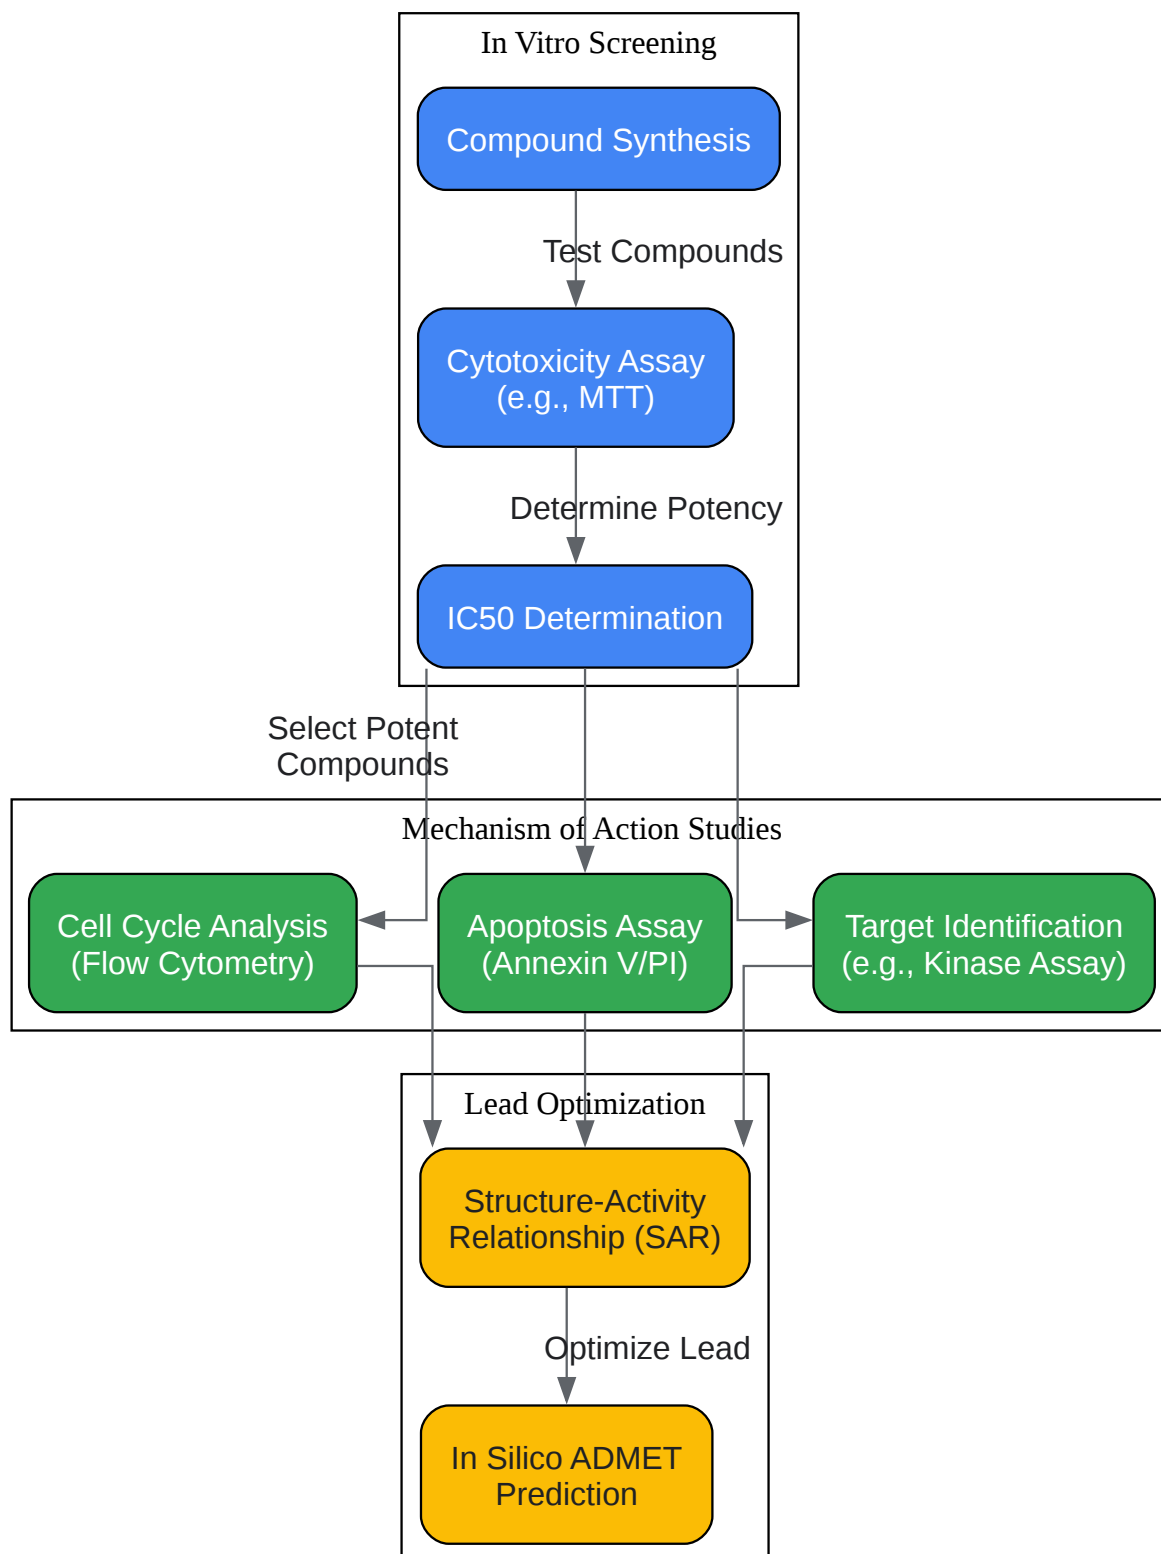 In Vitro Screening
Compound Synthesis
Test Compounds
Cytotoxicity Assay
(e.g., MTT)
Determine Potency
IC50 Determination
Select Potent
Compounds
Mechanism of Action Studies
Cell Cycle Analysis
(Flow Cytometry)
Apoptosis Assay
(Annexin V/PI)
Target Identification
(e.g., Kinase Assay)
Lead Optimization
Structure-Activity
Relationship (SAR)
Optimize Lead
In Silico ADMET
Prediction